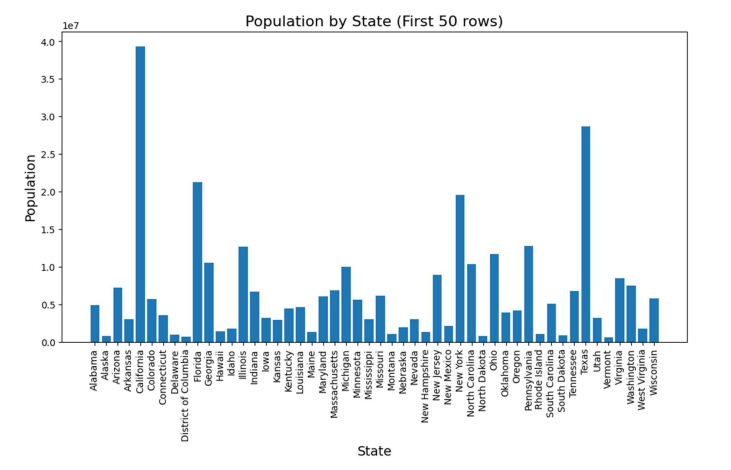 Population by State (First 50 rows)
1e7
4.0
3.5
3.0
2.5
2.0
1.5
1.0
0.5
0.0
Population
Alabama
Alaska
Arizona
Arkansas
California
Colorado
Connecticut
Delaware
District of Columbia
Florida
Georgia
Hawaii
Idaho
Illinois
Indiana
Iowa
Kansas
Kentucky
Louisiana
Maine
Maryland
Massachusetts
Michigan
Minnesota
Mississippi
Missouri
Montana
Nebraska
Nevada
New Hampshire
New Jersey
New Mexico
New York
North Carolina
North Dakota
Ohio
Oklahoma
Oregon
Pennsylvania
Rhode Island
South Carolina
South Dakota
Tennessee
Texas
Utah
Vermont
Virginia
Washington
West Virginia
Wisconsin
State